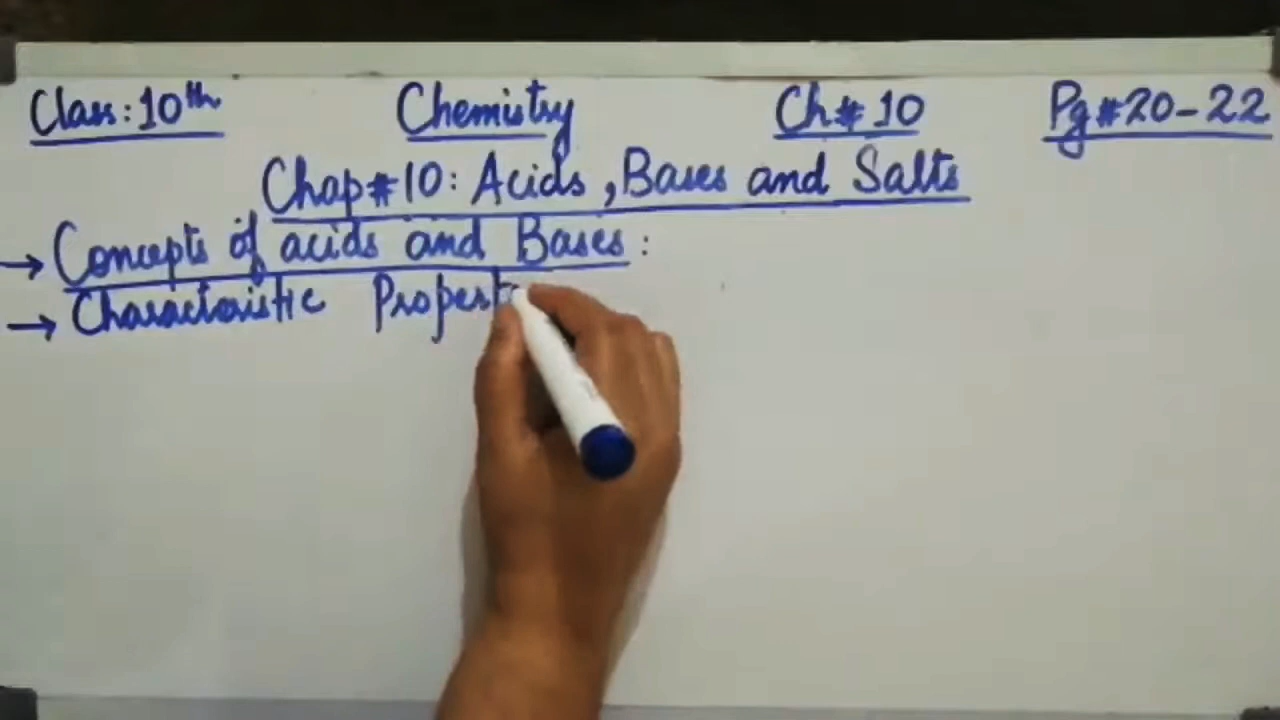 Class: 10th Chemistry Ch# 10 Pg#20-22
Chap#10: Acids, Bases and Salts
→ Concepts of acids and Bases:
→ Characteristic Propert